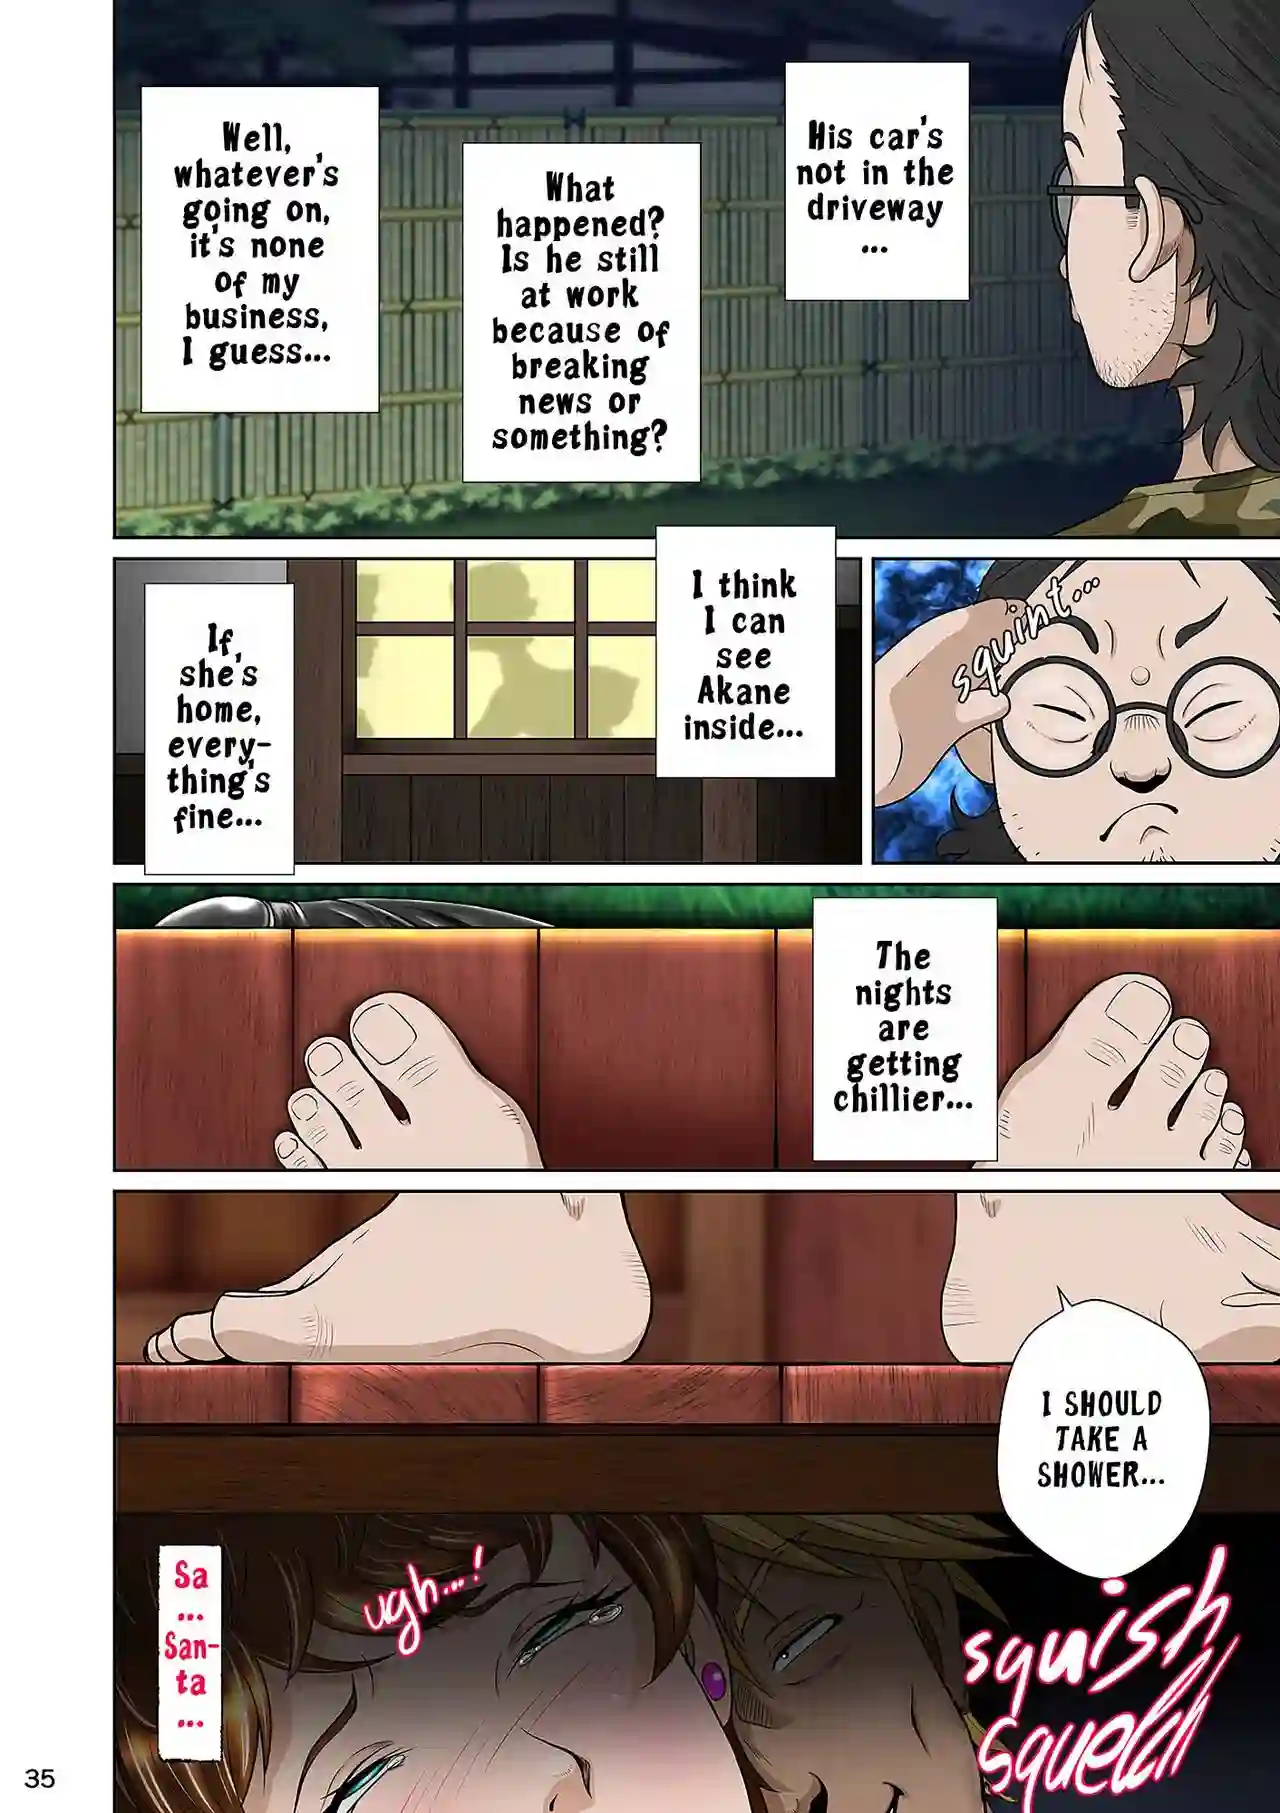 His car's
not in the
driveway
...
What
happened?
Is he still
at work
because of
breaking
news or
something?
Well,
whatever's
going on,
it's none
of my
business,
I guess...
squint...
I think
I can
see
Akane
inside...
If
she's
home,
every-
thing's
fine...
The
nights
are
getting
chillier...
I SHOULD
TAKE A
SHOWER...
squish
squelch
ugh...!
Sa
...
San-
ta
...
35